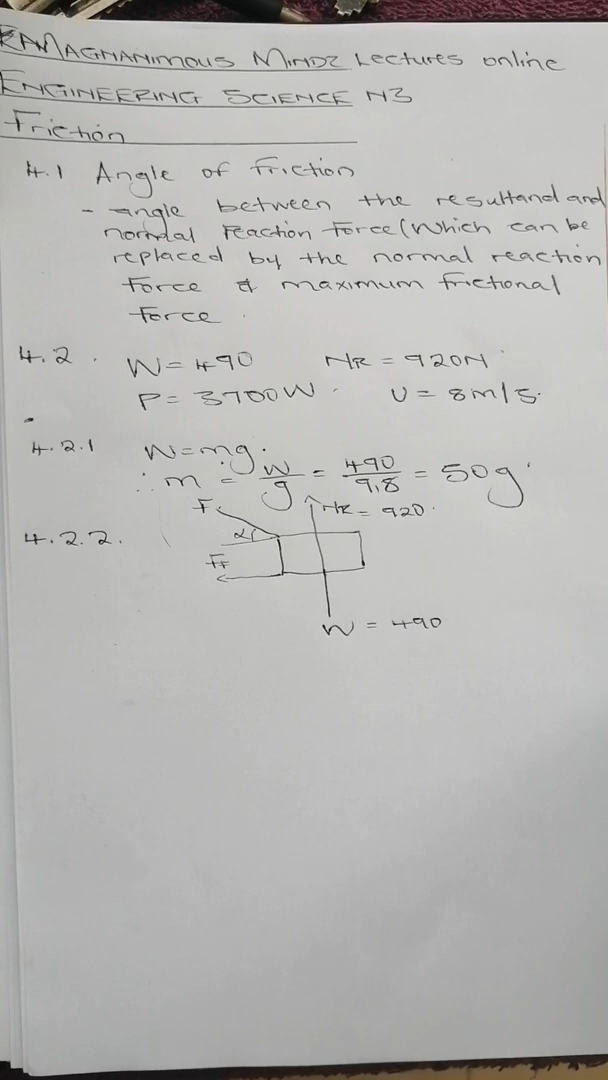 RAMAGNANIMOUS MINDZ Lectures online
ENGINEERING SCIENCE N3
Friction
4.1 Angle of friction
- angle between the resultand and
normal reaction force (which can be
replaced by the normal reaction
force & maximum frictional
force.
4.2. W = 490 NR = 920N
P = 3700W. U = 8m/s.
4.2.1 W = mg.
∴ m = W/g = 490/9,8 = 50g
F NR = 920.
4.2.2. α
Ff
W = 490